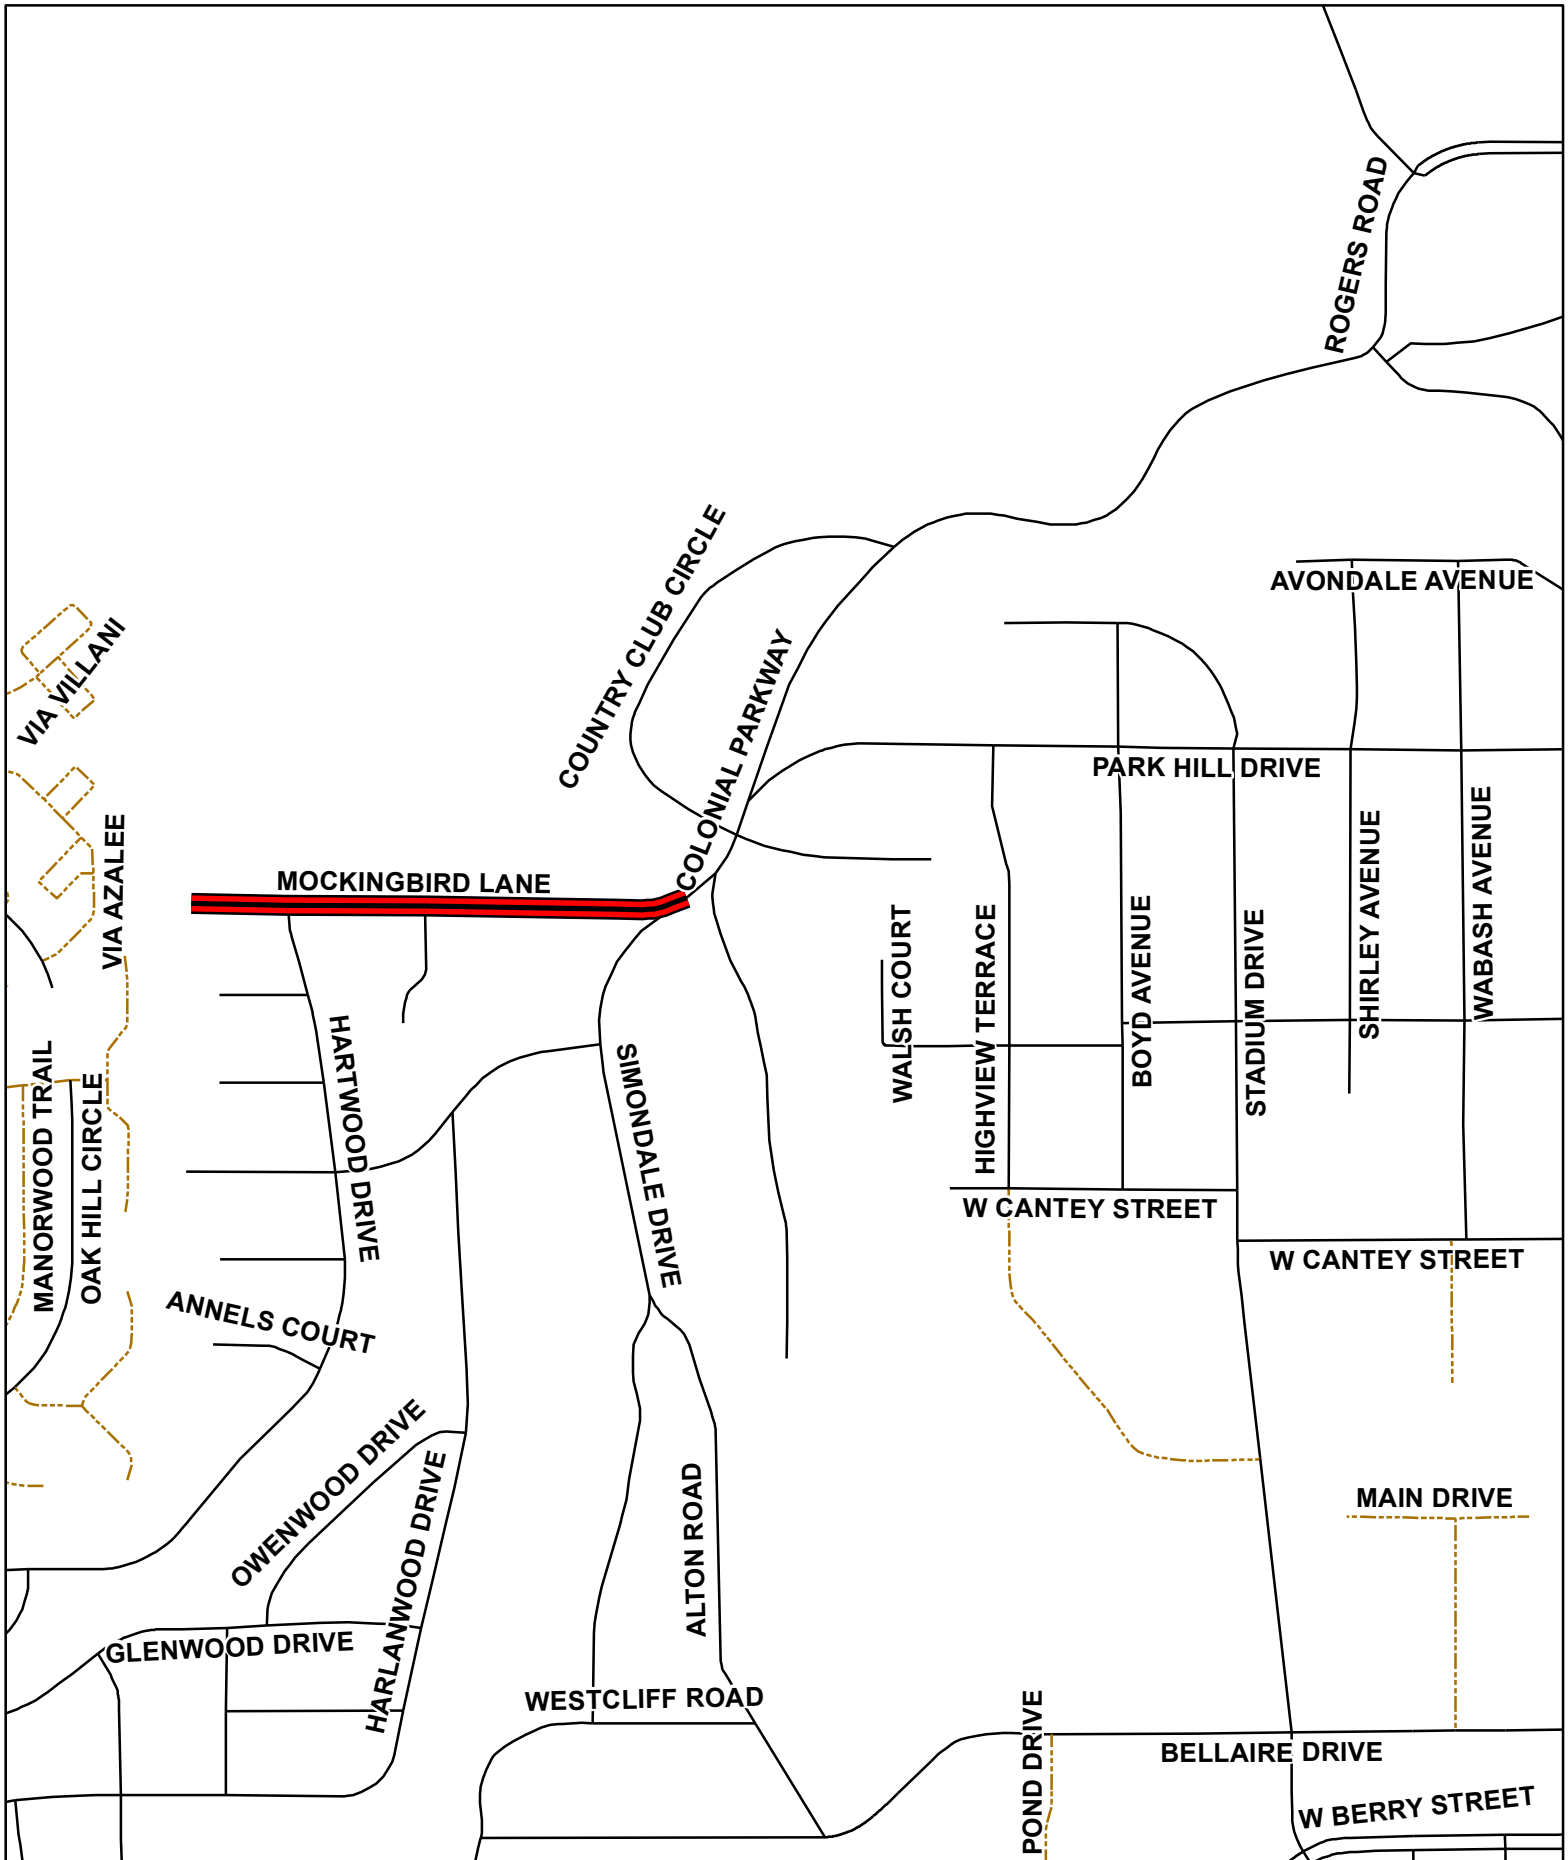 ROGERS ROAD
COUNTRY CLUB CIRCLE
AVONDALE AVENUE
VIA VILLANI
COLONIAL PARKWAY
PARK HILL DRIVE
VIA AZALEE
MOCKINGBIRD LANE
WALSH COURT
HIGHVIEW TERRACE
BOYD AVENUE
STADIUM DRIVE
SHIRLEY AVENUE
WABASH AVENUE
MANORWOOD TRAIL
OAK HILL CIRCLE
HARTWOOD DRIVE
SIMONDALE DRIVE
W CANTEY STREET
W CANTEY STREET
ANNELS COURT
OWENWOOD DRIVE
HARLANWOOD DRIVE
ALTON ROAD
MAIN DRIVE
GLENWOOD DRIVE
WESTCLIFF ROAD
POND DRIVE
BELLAIRE DRIVE
W BERRY STREET